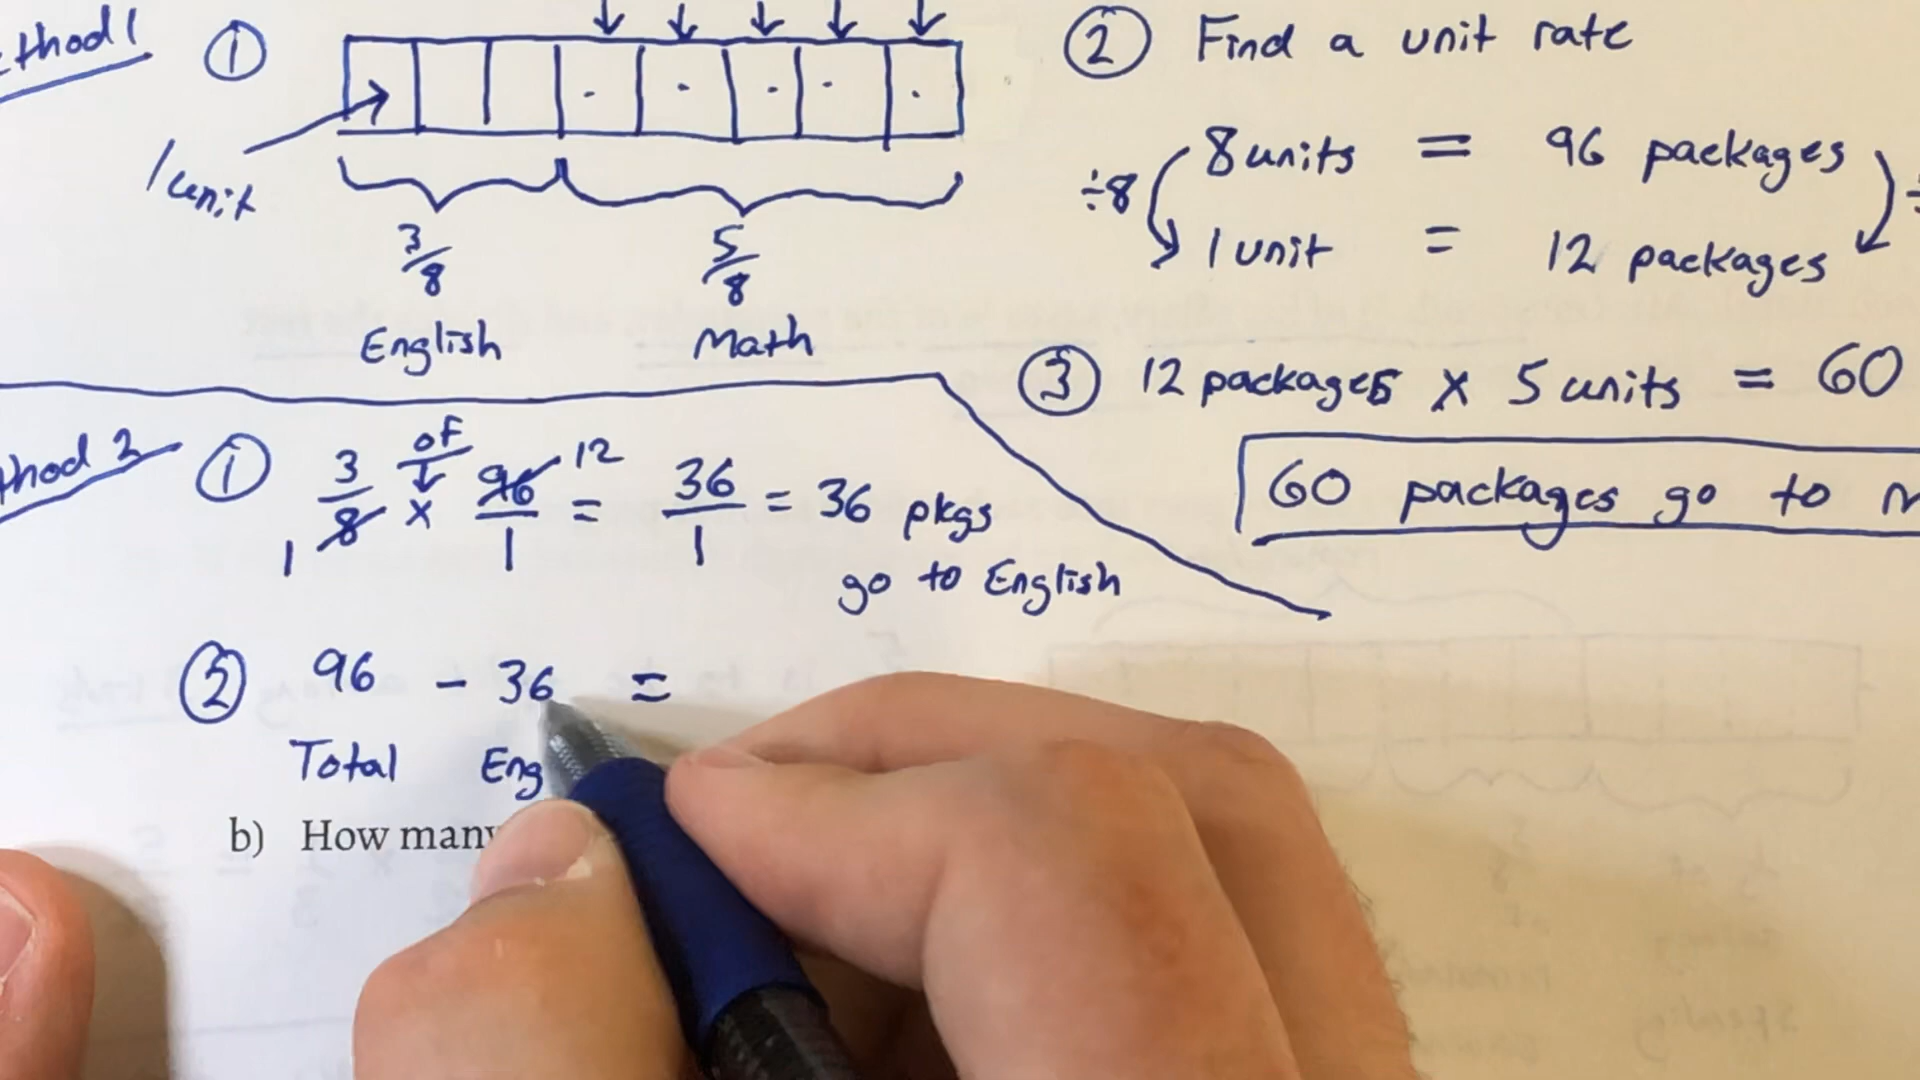 thod 1
①
1 unit
3/8
5/8
English
Math
② Find a unit rate
÷8
8 units = 96 packages
÷
1 unit = 12 packages
③ 12 packages x 5 units = 60
60 packages go to
thod 2
① 3/8 x 96/1 = 36/1 = 36 pkgs
of
12
1
go to English
② 96 - 36 =
Total Eng
b) How many